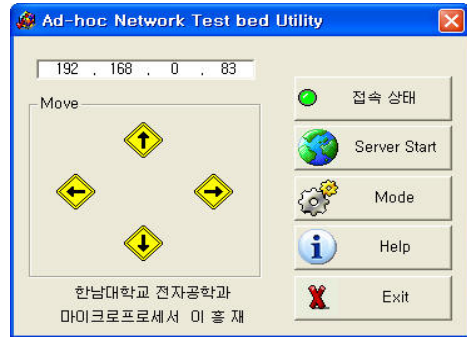 Ad-hoc Network Test bed Utility
192 . 168 . 0 . 83
Move
접속 상태
Server Start
Mode
Help
Exit
한남대학교 전자공학과
마이크로프로세서 이 홍 재